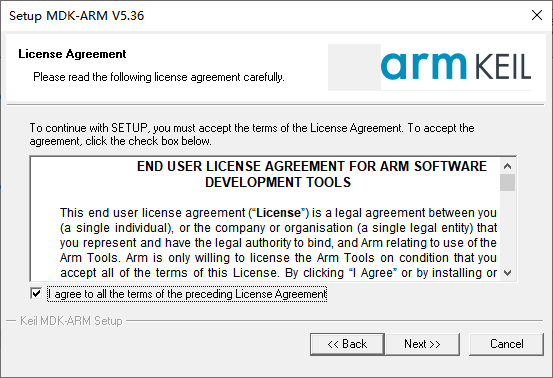 Setup MDK-ARM V5.36
License Agreement
Please read the following license agreement carefully.
arm KEIL
To continue with SETUP, you must accept the terms of the License Agreement. To accept the
agreement, click the check box below.
END USER LICENSE AGREEMENT FOR ARM SOFTWARE
DEVELOPMENT TOOLS
This end user license agreement (“License”) is a legal agreement between you
(a single individual), or the company or organisation (a single legal entity) that
you represent and have the legal authority to bind, and Arm relating to use of the
Arm Tools. Arm is only willing to license the Arm Tools on condition that you
accept all of the terms of this License. By clicking “I Agree” or by installing or
I agree to all the terms of the preceding License Agreement
Keil MDK-ARM Setup
<< Back
Next >>
Cancel